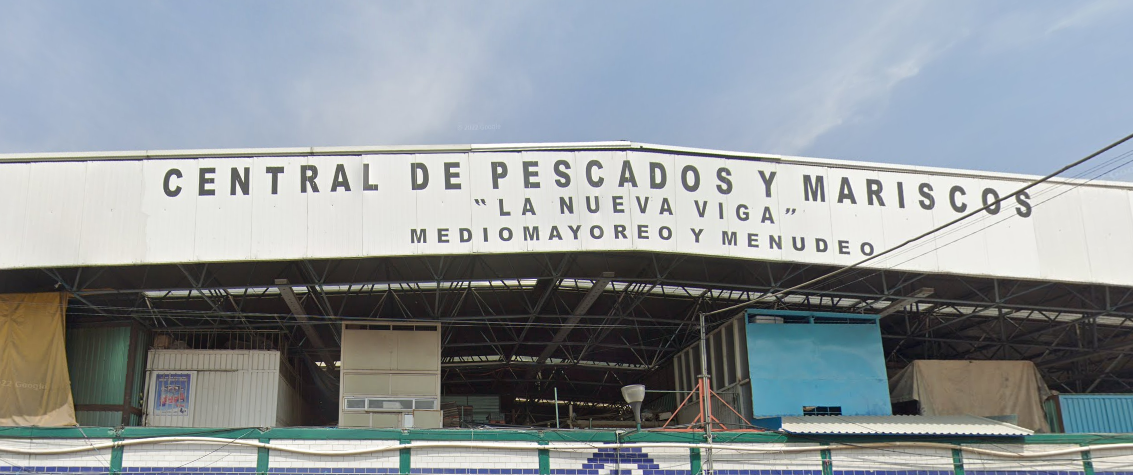 CENTRAL DE PESCADOS Y MARISCOS
"LA NUEVA VIGA"
MEDIOMAYOREO Y MENUDEO